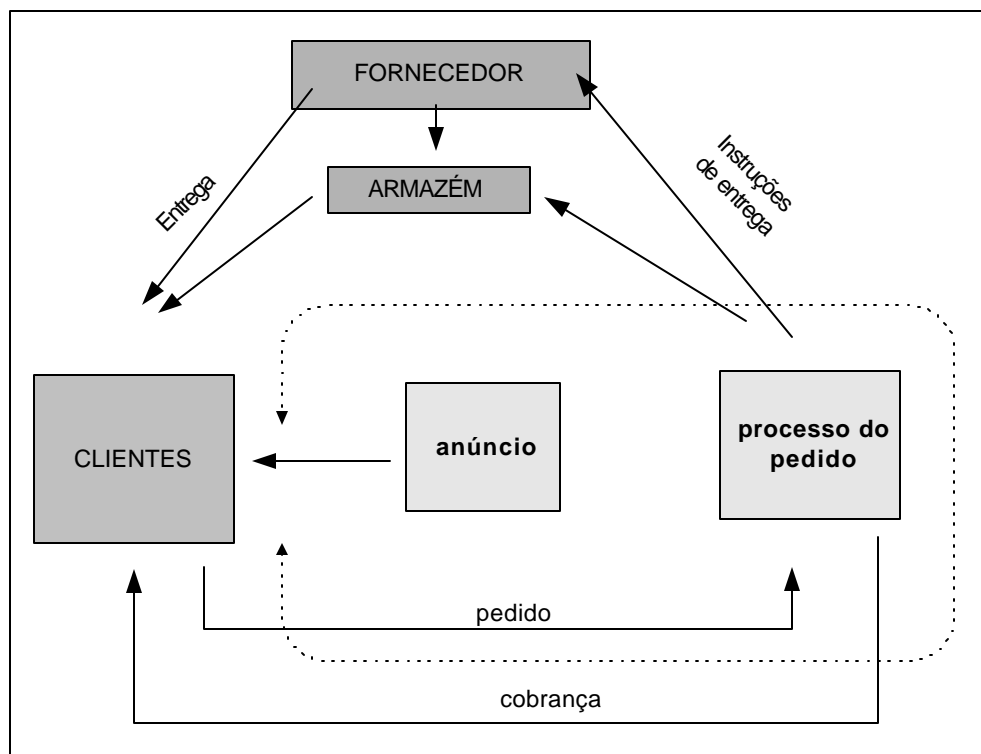 FORNECEDOR
ARMAZÉM
Entrega
Instruções
de entrega
CLIENTES
anúncio
processo do
pedido
pedido
cobrança